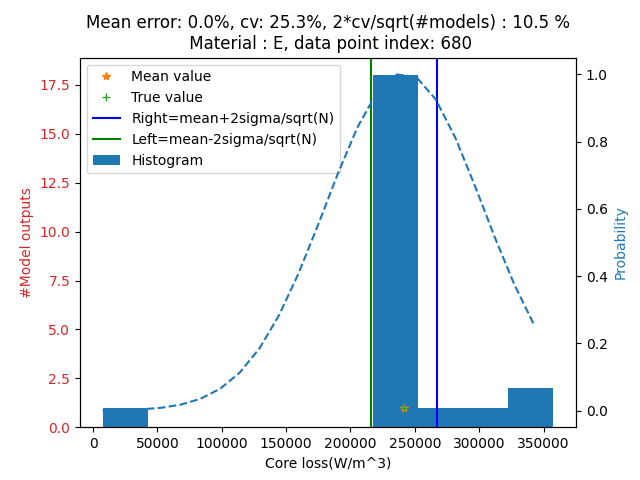 Mean error: 0.0%, cv: 25.3%, 2*cv/sqrt(#models) : 10.5 %
Material : E, data point index: 680
Mean value
True value
Right=mean+2sigma/sqrt(N)
Left=mean-2sigma/sqrt(N)
Histogram
#Model outputs
17.5
15.0
12.5
10.0
7.5
5.0
2.5
0.0
Probability
1.0
0.8
0.6
0.4
0.2
0.0
0 50000 100000 150000 200000 250000 300000 350000
Core loss(W/m^3)